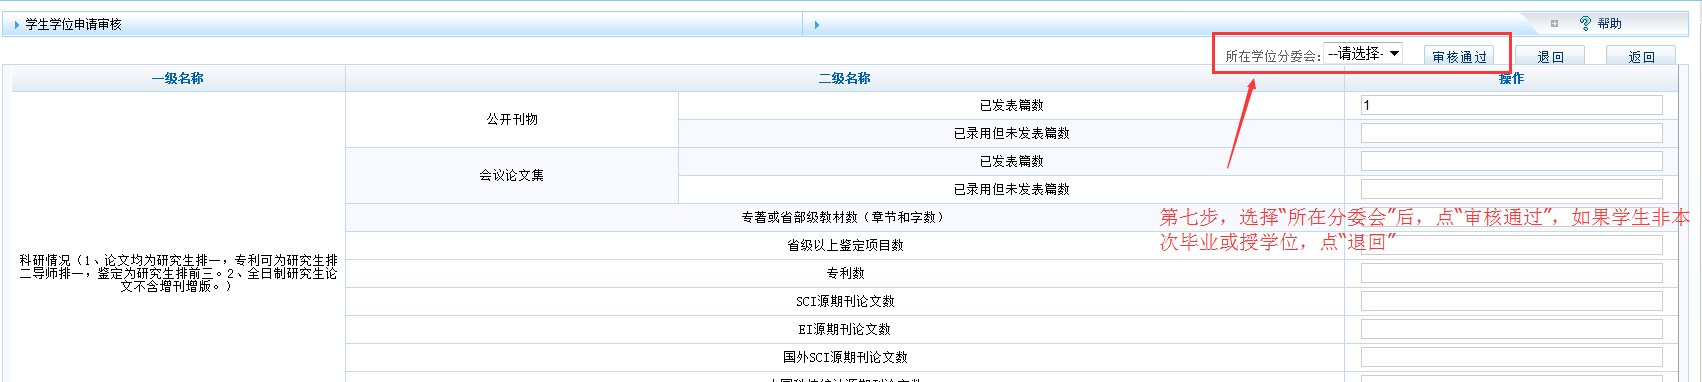 学生学位申请审核
帮助
所在学位分委会: --请选择- 审核通过 退回 返回
一级名称 二级名称 操作
公开刊物 已发表篇数 1
已录用但未发表篇数
会议论文集 已发表篇数
已录用但未发表篇数
专著或省部级教材数（章节和字数）
第七步，选择“所在分委会”后，点“审核通过”，如果学生非本
次毕业或授学位，点“退回”
省级以上鉴定项目数
科研情况（1、论文均为研究生排一，专利可为研究生排
二导师排一，鉴定为研究生排前三。2、全日制研究生论
文不含增刊增版。）
专利数
SCI源期刊论文数
EI源期刊论文数
国外SCI源期刊论文数